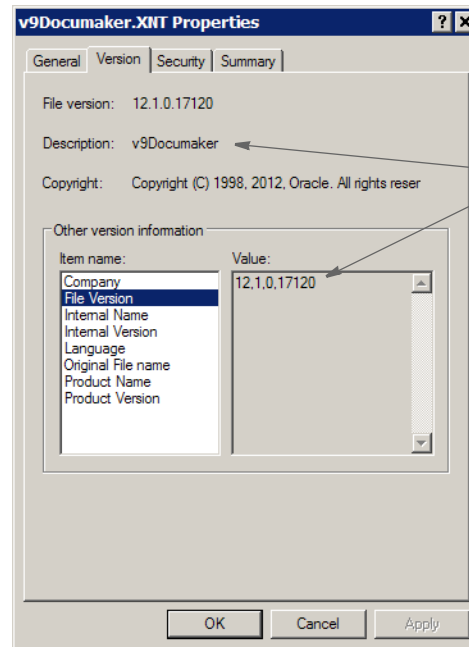 v9Documaker.XNT Properties
General Version Security Summary
File version: 12.1.0.17120
Description: v9Documaker
Copyright: Copyright (C) 1998, 2012, Oracle. All rights reser
Other version information
Item name: Value:
Company 12,1,0,17120
File Version
Internal Name
Internal Version
Language
Original File name
Product Name
Product Version
OK Cancel Apply